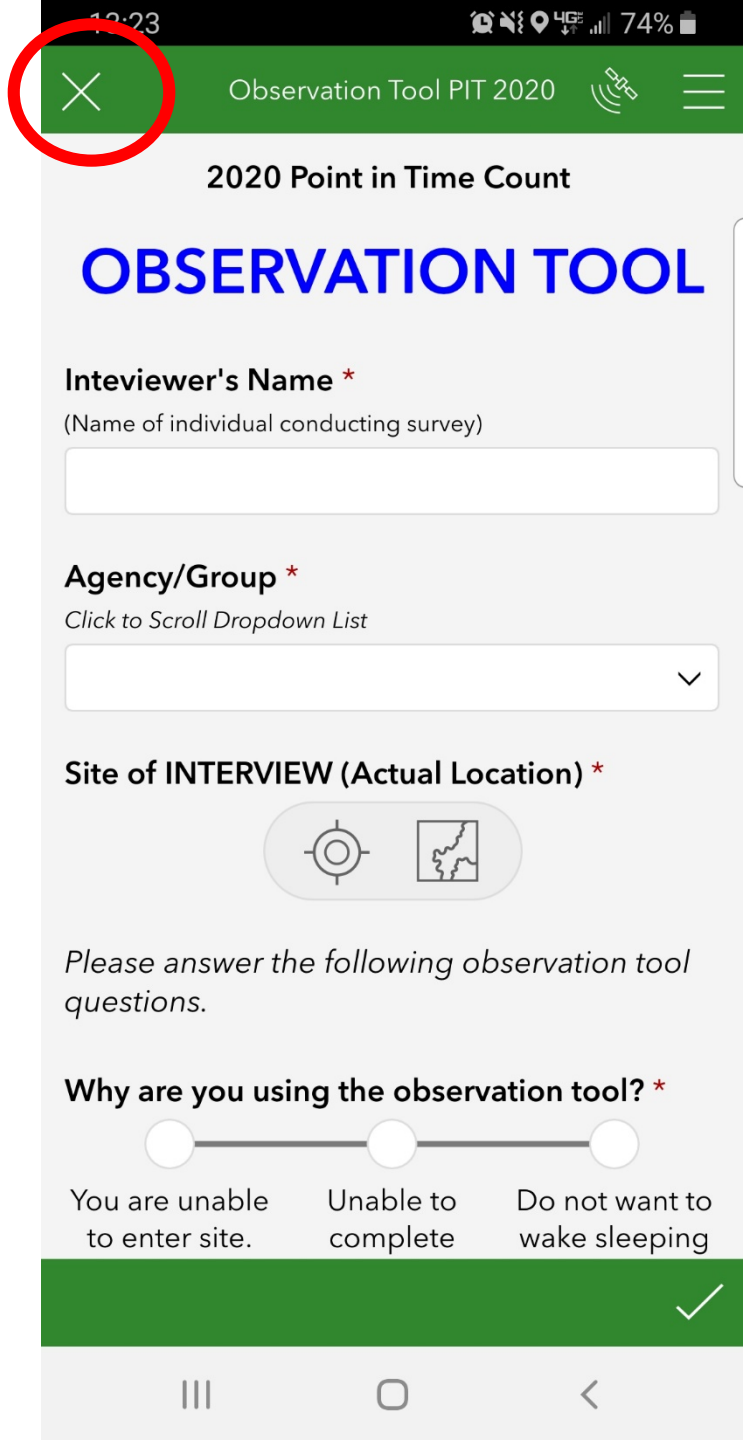 74%
Observation Tool PIT 2020
2020 Point in Time Count
OBSERVATION TOOL
Inteviewer's Name *
(Name of individual conducting survey)
Agency/Group *
Click to Scroll Dropdown List
Site of INTERVIEW (Actual Location) *
Please answer the following observation tool
questions.
Why are you using the observation tool? *
You are unable Unable to Do not want to
to enter site. complete wake sleeping